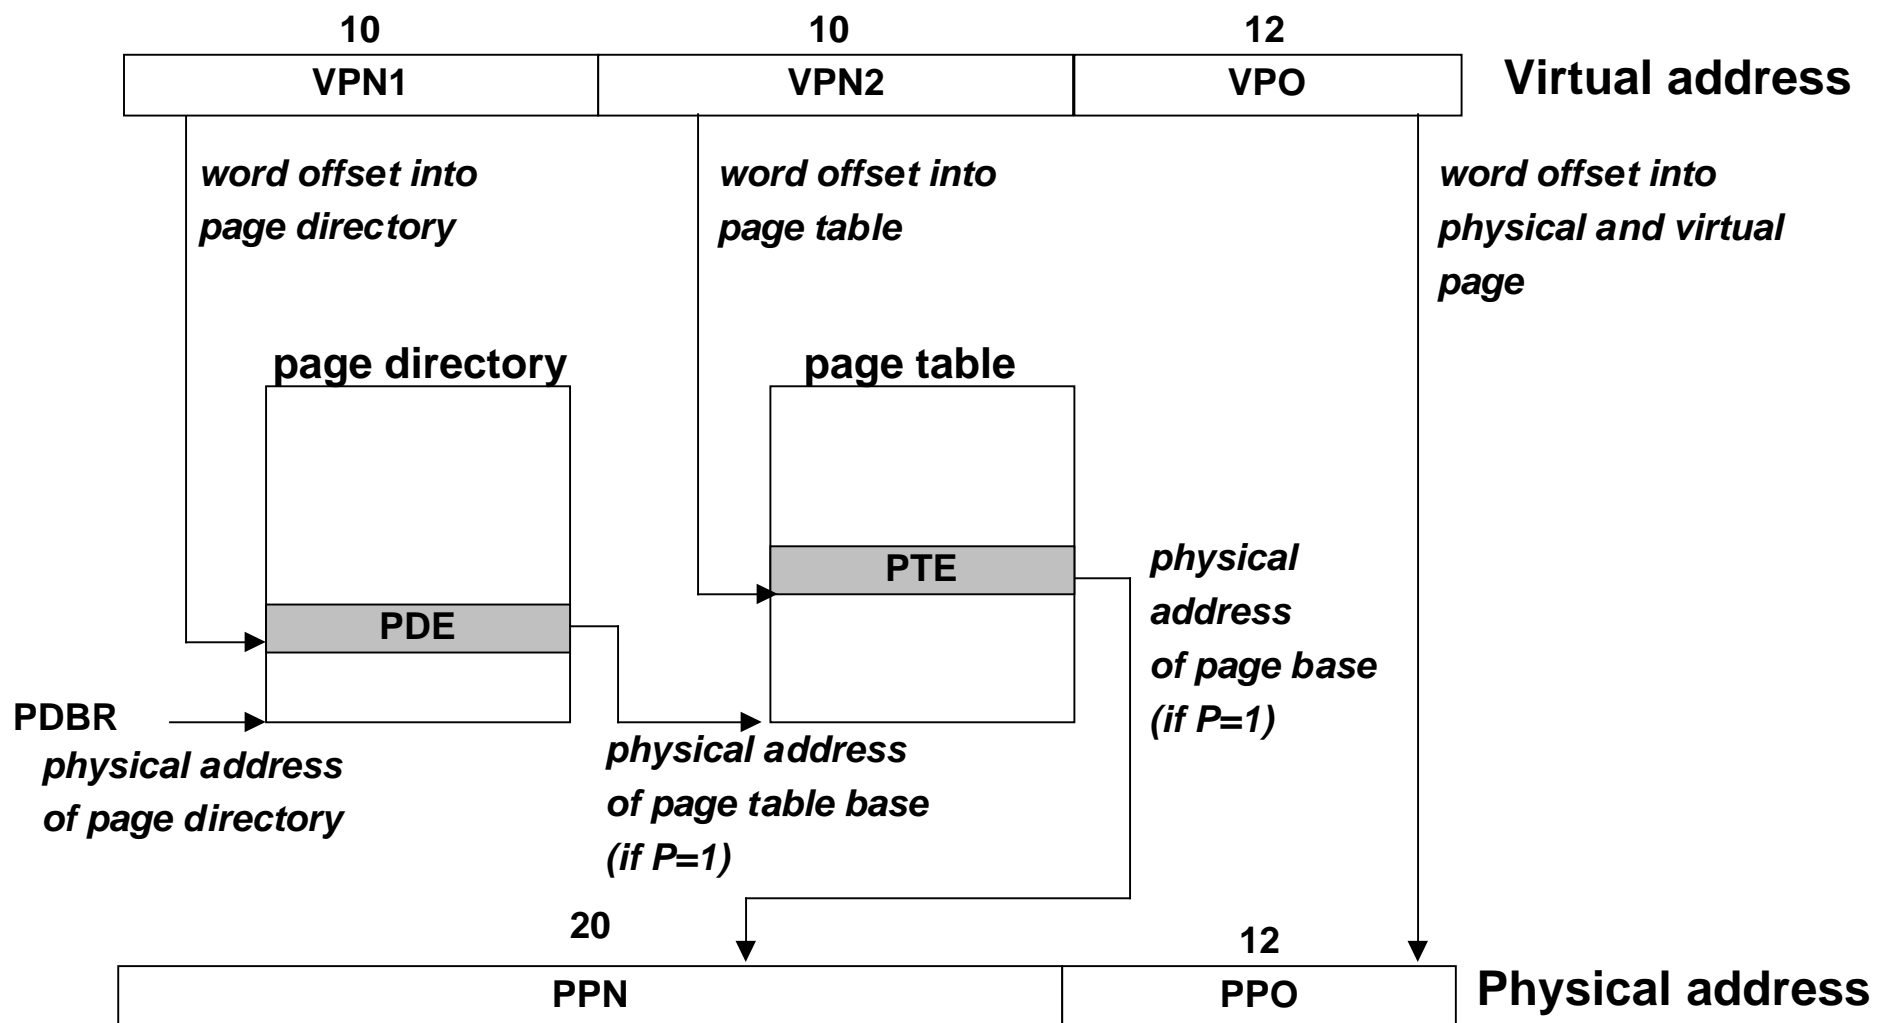 10 10 12
VPN1 VPN2 VPO Virtual address
word offset into
page directory
word offset into
page table
word offset into
physical and virtual
page
page directory
page table
PTE
PDE
physical
address
of page base
(if P=1)
PDBR
physical address
of page directory
physical address
of page table base
(if P=1)
20 12
PPN PPO Physical address